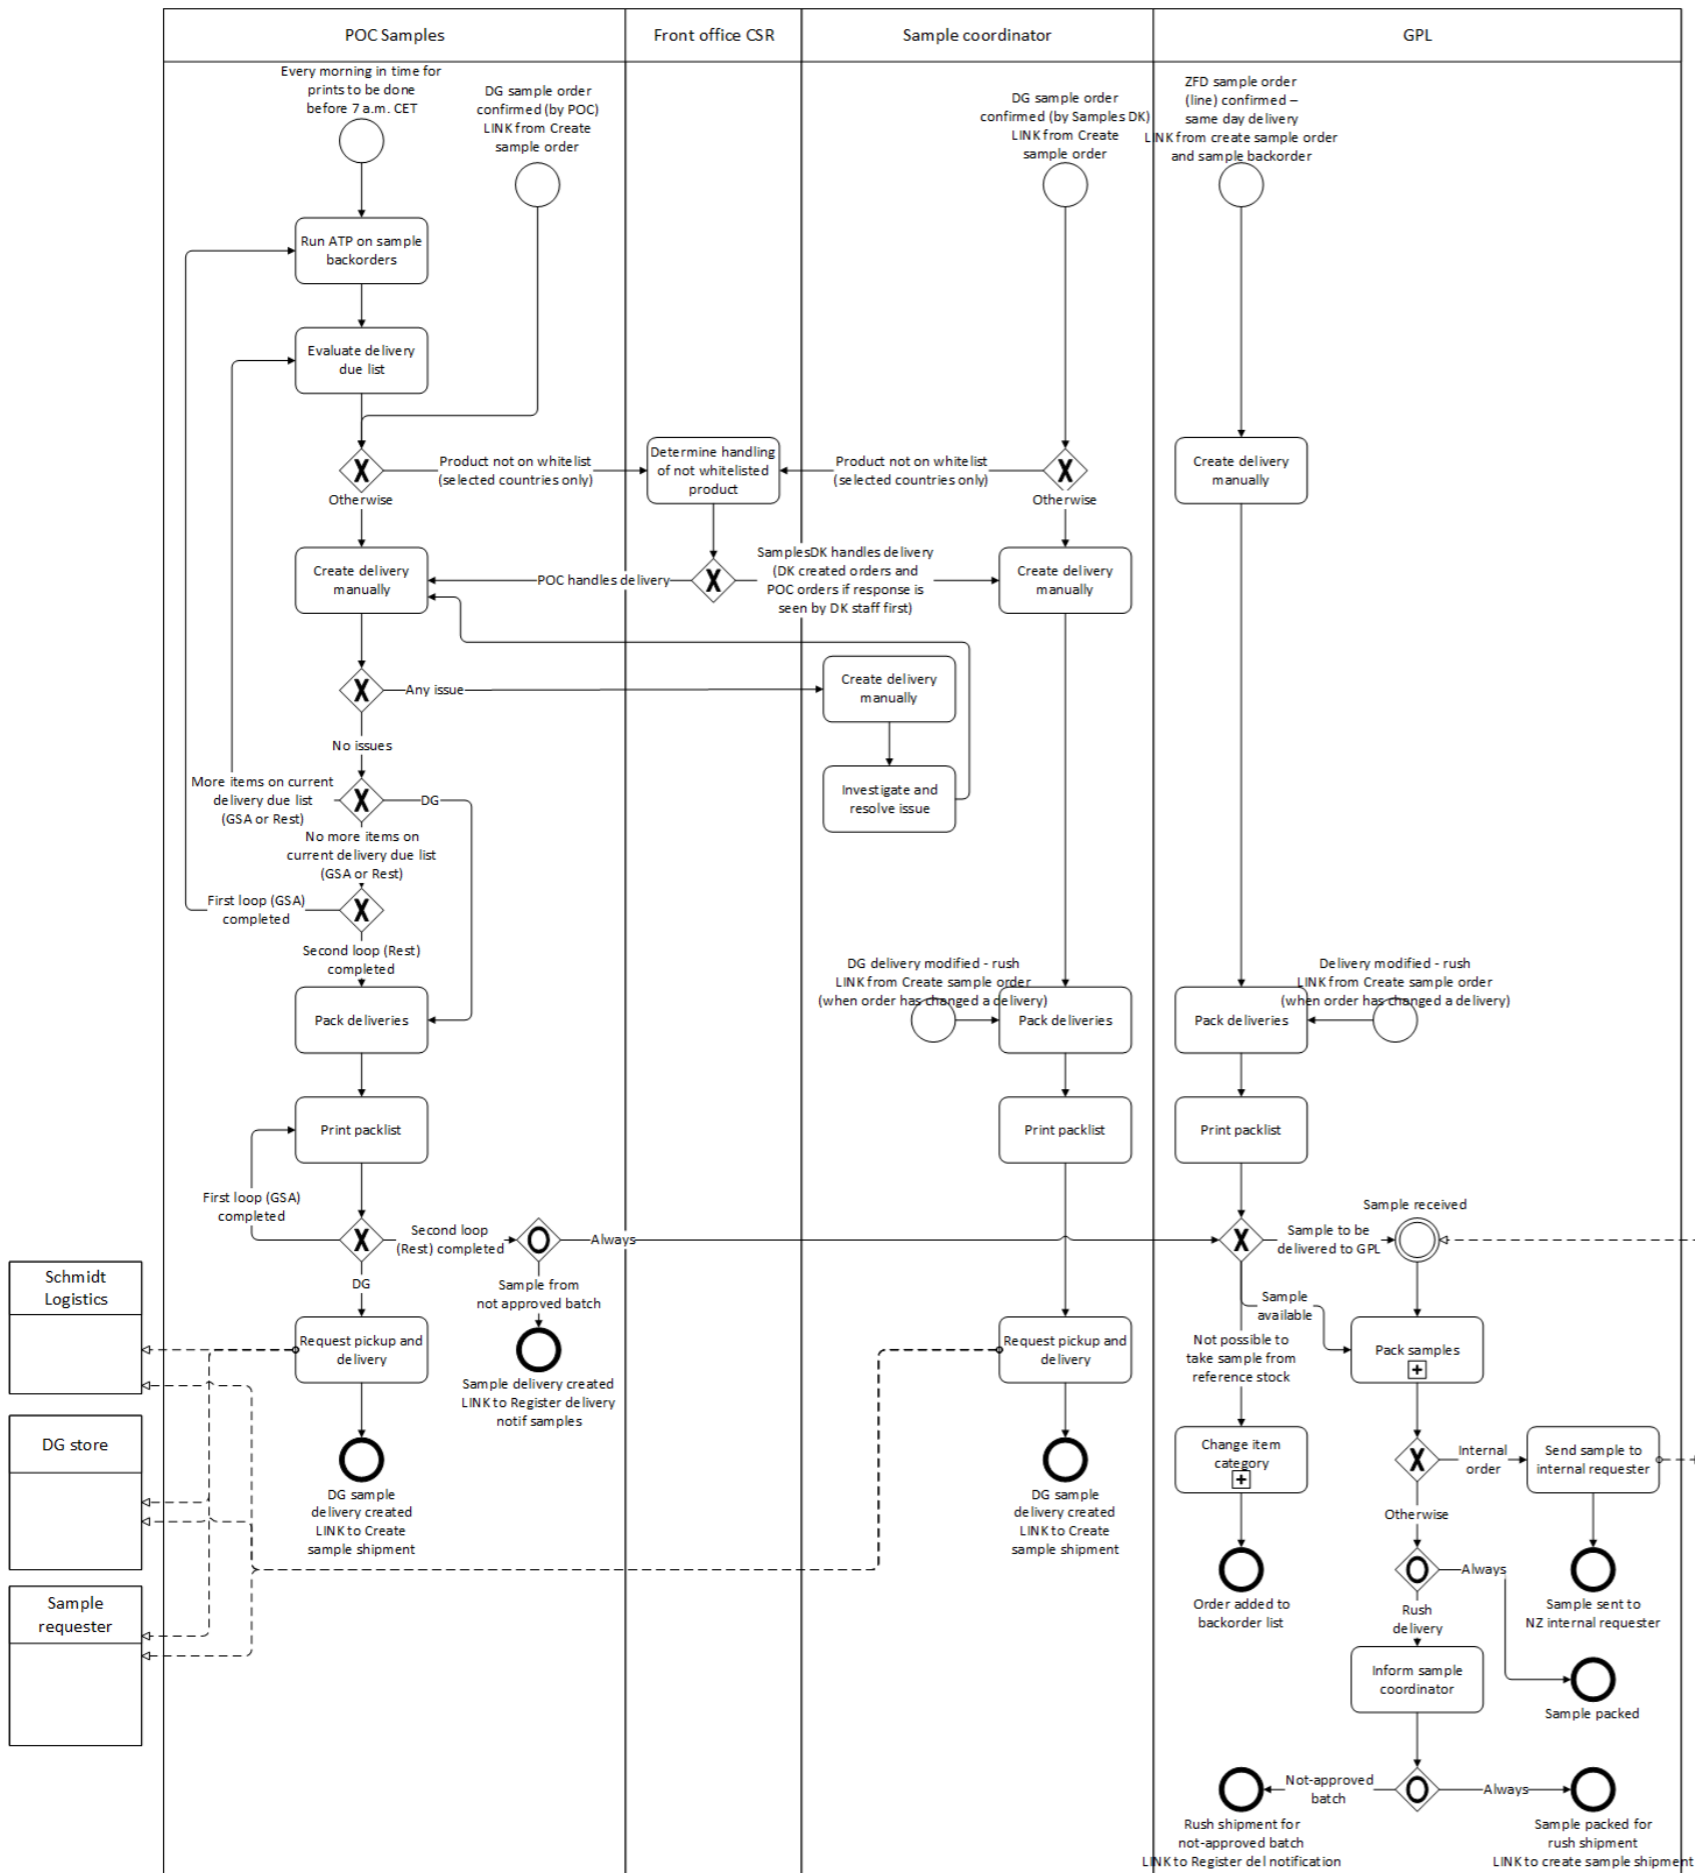 POC Samples
Front office CSR
Sample coordinator
GPL
Every morning in time for
prints to be done
before 7 a.m. CET
DG sample order
confirmed (by POC)
LINK from Create
sample order
DG sample order
confirmed (by Samples DK)
LINK from Create
sample order
ZFD sample order
(line) confirmed –
same day delivery
LINK from create sample order
and sample backorder
Run ATP on sample
backorders
Evaluate delivery
due list
Product not on whitelist
(selected countries only)
Otherwise
Determine handling
of not whitelisted
product
Product not on whitelist
(selected countries only)
Otherwise
Create delivery
manually
Create delivery
manually
POC handles delivery
SamplesDK handles delivery
(DK created orders and
POC orders if response is
seen by DK staff first)
Create delivery
manually
Any issue
Create delivery
manually
No issues
Investigate and
resolve issue
More items on current
delivery due list
(GSA or Rest)
DG
No more items on
current delivery due list
(GSA or Rest)
First loop (GSA)
completed
Second loop (Rest)
completed
Pack deliveries
DG delivery modified - rush
LINK from Create sample order
(when order has changed a delivery)
Pack deliveries
Pack deliveries
Delivery modified - rush
LINK from Create sample order
(when order has changed a delivery)
Print packlist
Print packlist
Print packlist
First loop (GSA)
completed
Second loop
(Rest) completed
Always
DG
Sample from
not approved batch
Sample to be
delivered to GPL
Sample received
Sample
available
Not possible to
take sample from
reference stock
Schmidt
Logistics
Request pickup and
delivery
Sample delivery created
LINK to Register delivery
notif samples
Request pickup and
delivery
Pack samples
DG store
DG sample
delivery created
LINK to Create
sample shipment
DG sample
delivery created
LINK to Create
sample shipment
Change item
category
Internal
order
Send sample to
internal requester
Otherwise
Sample
requester
Order added to
backorder list
Always
Sample sent to
NZ internal requester
Rush
delivery
Inform sample
coordinator
Sample packed
Not-approved
batch
Always
Rush shipment for
not-approved batch
LINK to Register del notification
Sample packed for
rush shipment
LINK to create sample shipment